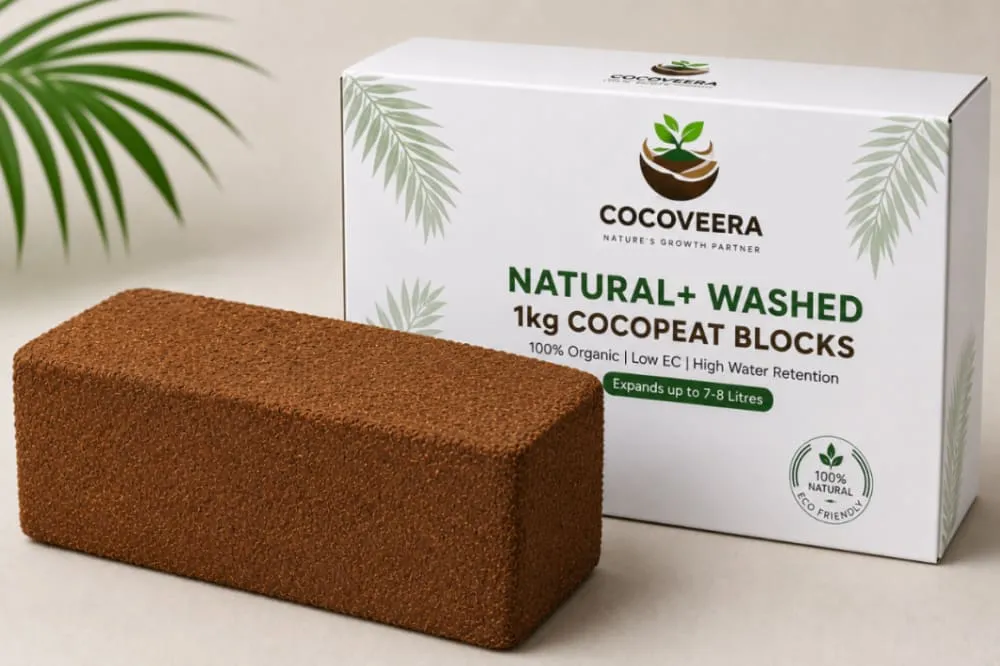 COCOVEERA
COCOVEERA
NATURE'S GROWTH PARTNER
NATURAL+ WASHED
1kg COCOPEAT BLOCKS
100% Organic | Low EC | High Water Retention
Expands up to 7-8 Litres
100%
NATURAL
ECO FRIENDLY